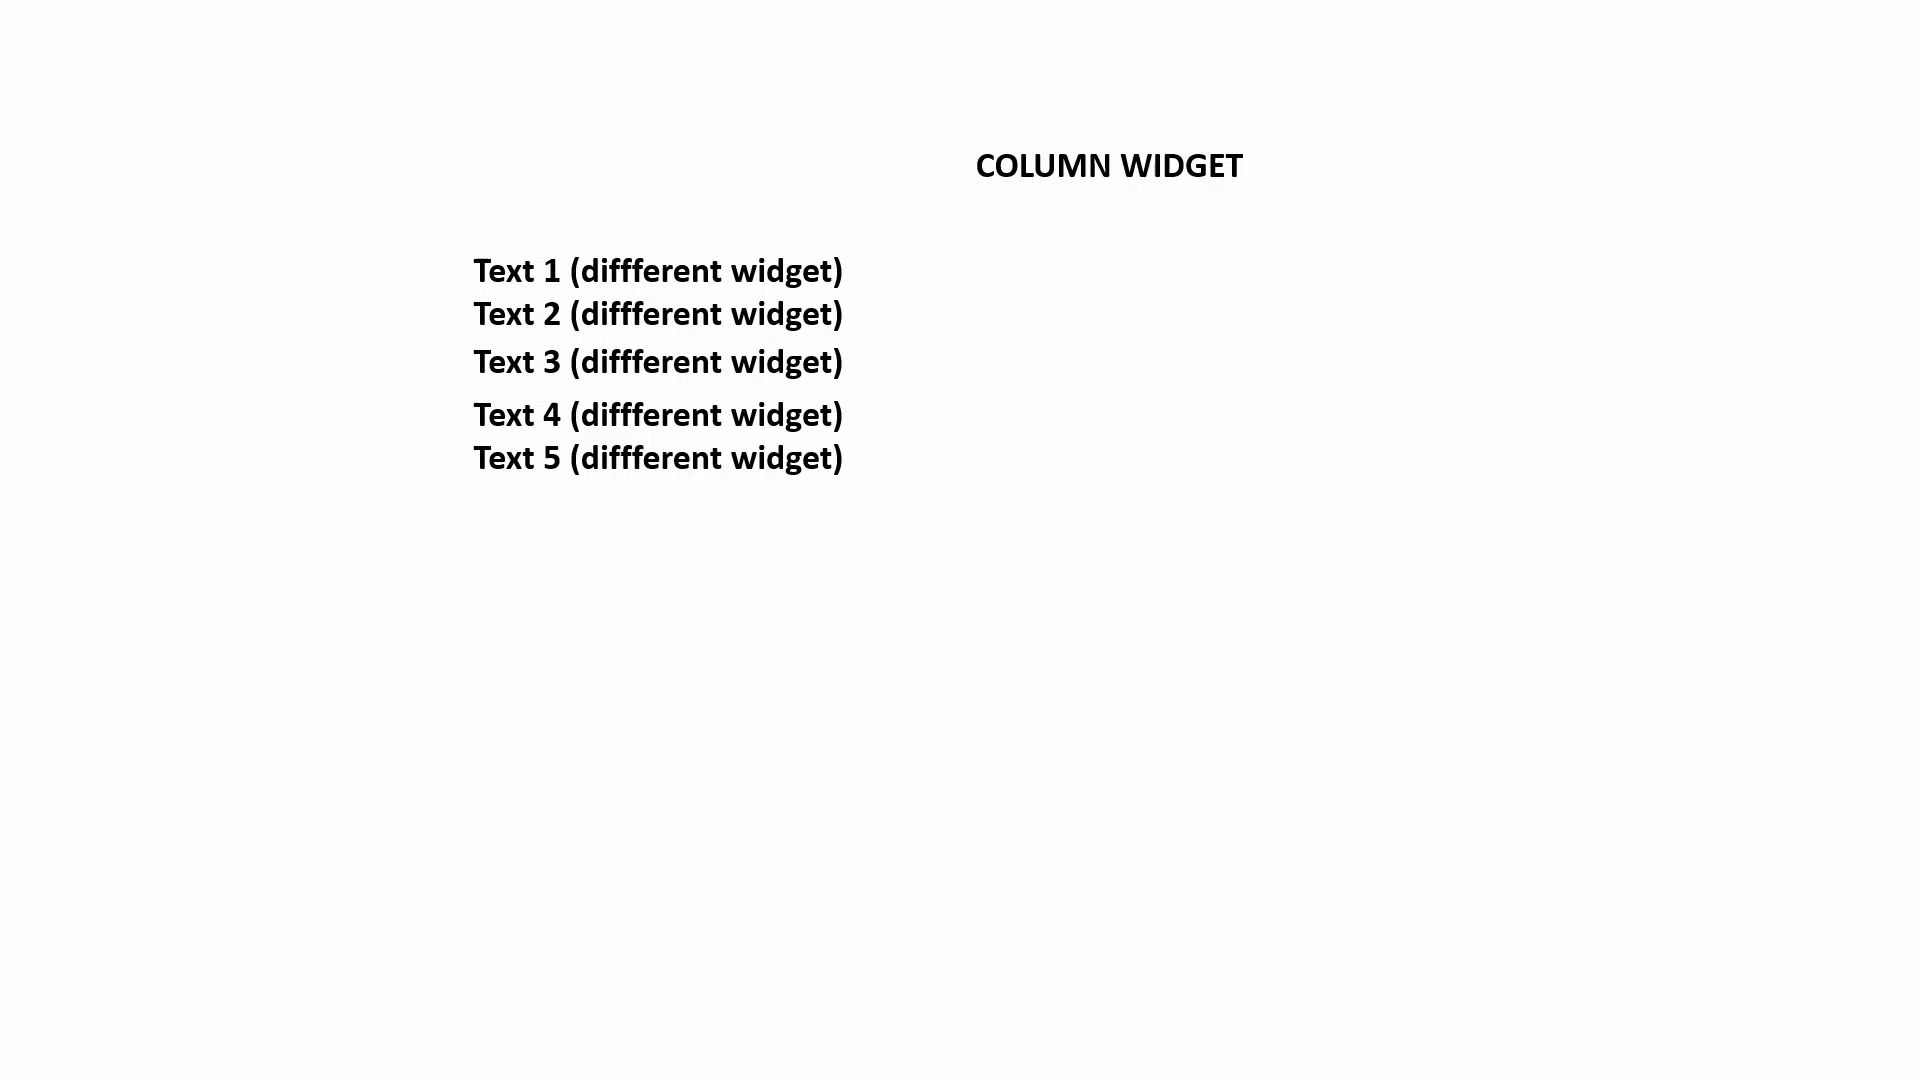 COLUMN WIDGET
Text 1 (diffferent widget)
Text 2 (diffferent widget)
Text 3 (diffferent widget)
Text 4 (diffferent widget)
Text 5 (diffferent widget)